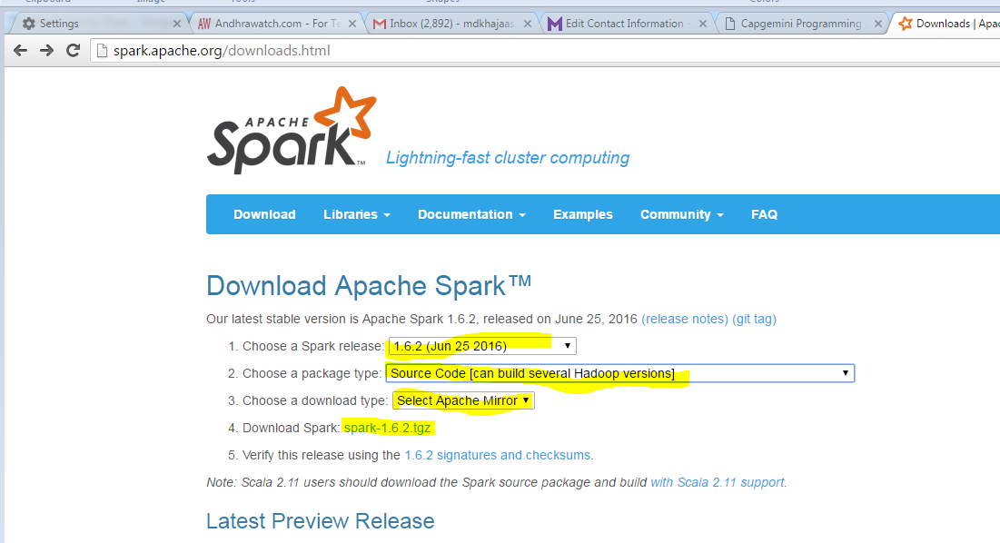 Clipboard Image Tools Shapes Colors
Settings Andhrawatch.com - For Te Inbox (2,892) - mdkhajaas Edit Contact Information - Capgemini Programming Downloads | Apac
spark.apache.org/downloads.html
APACHE
Spark™ Lightning-fast cluster computing
Download Libraries Documentation Examples Community FAQ
Download Apache Spark™
Our latest stable version is Apache Spark 1.6.2, released on June 25, 2016 (release notes) (git tag)
1. Choose a Spark release: 1.6.2 (Jun 25 2016)
2. Choose a package type: Source Code [can build several Hadoop versions]
3. Choose a download type: Select Apache Mirror
4. Download Spark: spark-1.6.2.tgz
5. Verify this release using the 1.6.2 signatures and checksums.
Note: Scala 2.11 users should download the Spark source package and build with Scala 2.11 support.
Latest Preview Release